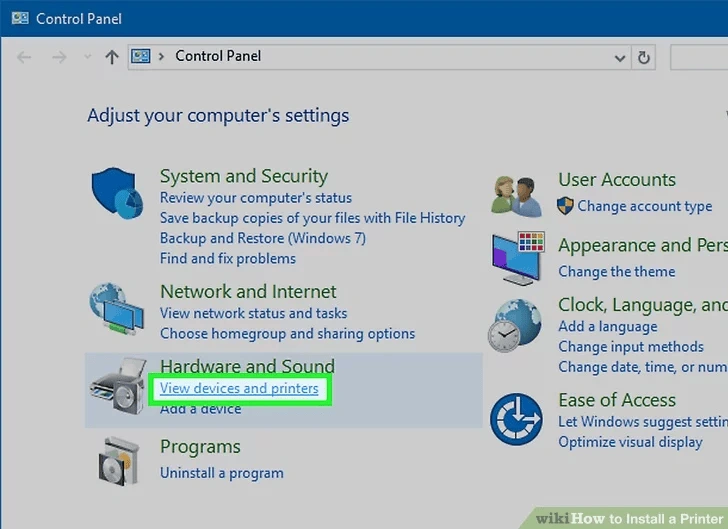 Control Panel
Control Panel
Adjust your computer's settings
System and Security
Review your computer's status
Save backup copies of your files with File History
Backup and Restore (Windows 7)
Find and fix problems
Network and Internet
View network status and tasks
Choose homegroup and sharing options
Hardware and Sound
View devices and printers
Add a device
Programs
Uninstall a program
User Accounts
Change account type
Appearance and Pers
Change the theme
Clock, Language, and
Add a language
Change input methods
Change date, time, or num
Ease of Access
Let Windows suggest settin
Optimize visual display
wikiHow to Install a Printer